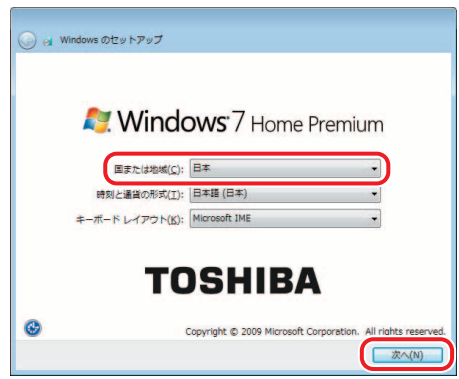 Windows のセットアップ
Windows 7 Home Premium
国または地域(C): 日本
時刻と通貨の形式(T): 日本語 (日本)
キーボード レイアウト(K): Microsoft IME
TOSHIBA
Copyright © 2009 Microsoft Corporation. All rights reserved.
次へ(N)